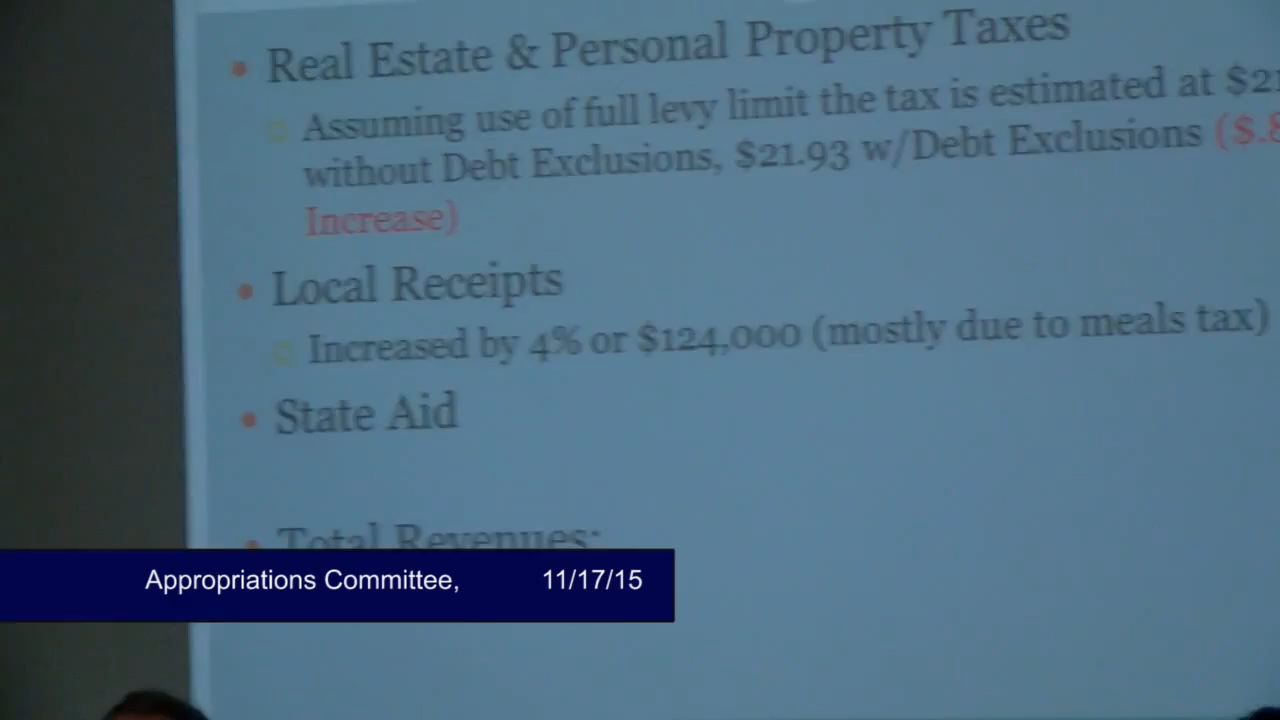 Real Estate & Personal Property Taxes
Assuming use of full levy limit the tax is estimated at
without Debt Exclusions, $21.93 w/Debt Exclusions
Increase)
Local Receipts
Increased by 4% or $124,000 (mostly due to meals tax)
State Aid
Total Revenues:
Appropriations Committee, 11/17/15